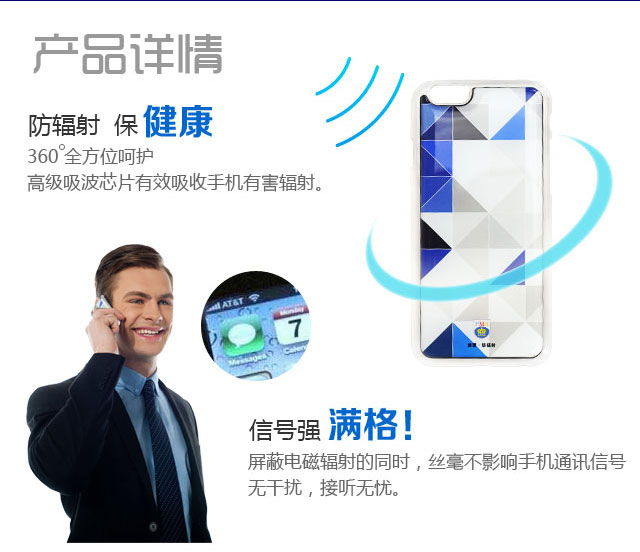 产品详情
防辐射 保 健康
360°全方位呵护
高级吸波芯片有效吸收手机有害辐射。
AT&T
Monday
7
Messages
Calen
信号强 满格！
屏蔽电磁辐射的同时，丝毫不影响手机通讯信号
无干扰，接听无忧。